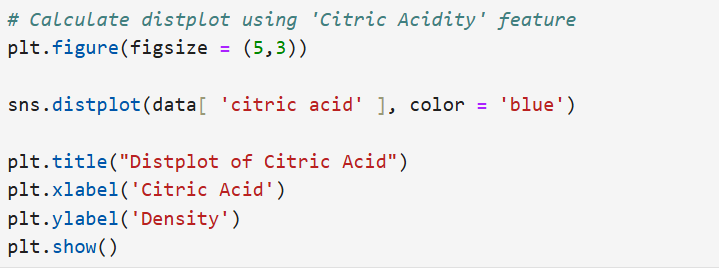 # Calculate distplot using 'Citric Acidity' feature
plt.figure(figsize = (5,3))
sns.distplot(data[ 'citric acid' ], color = 'blue')
plt.title("Distplot of Citric Acid")
plt.xlabel('Citric Acid')
plt.ylabel('Density')
plt.show()